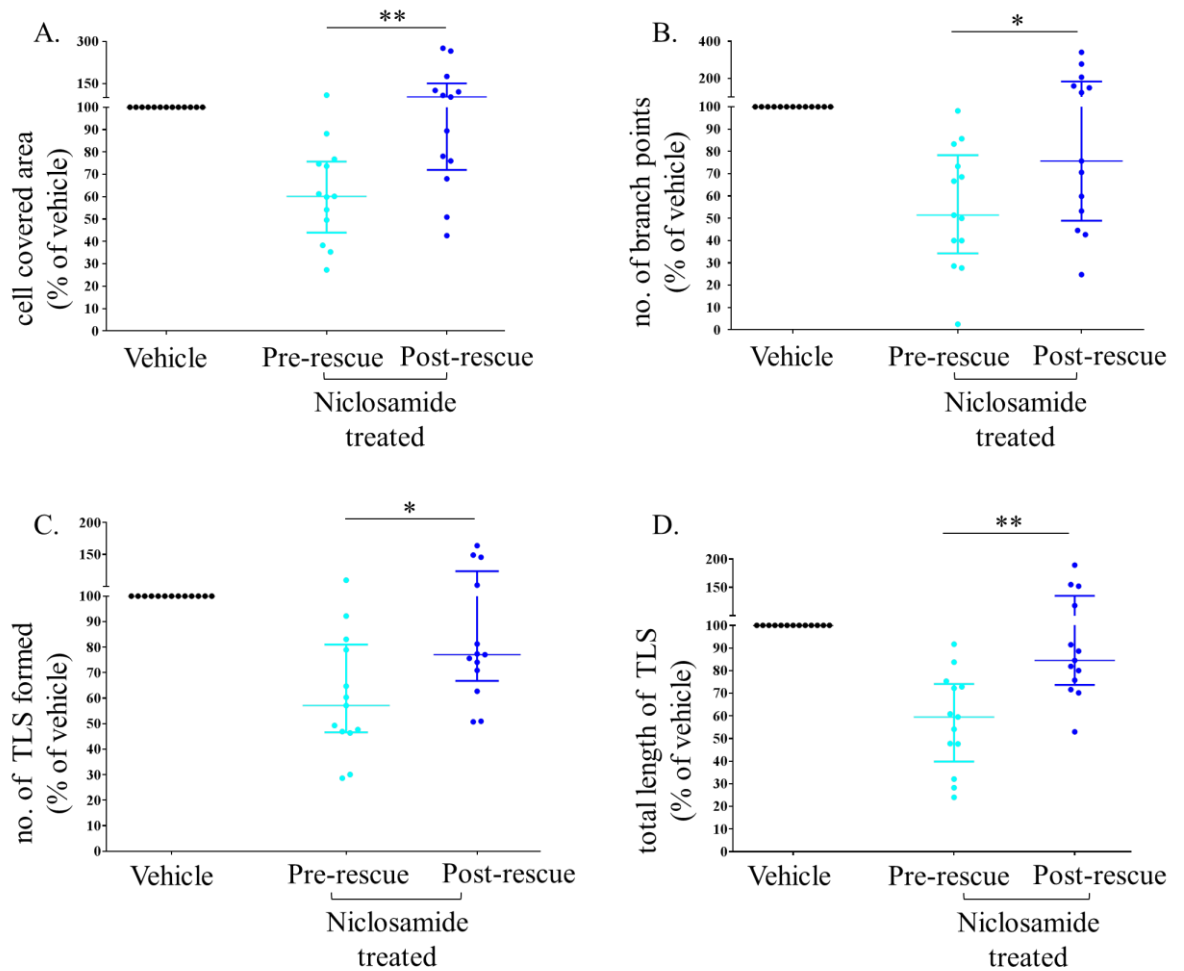 A.
**
300
150
100
90
80
70
60
50
40
30
20
10
0
cell covered area
(% of vehicle)
Vehicle
Pre-rescue
Post-rescue
Niclosamide
treated
B.
*
400
200
100
90
80
70
60
50
40
30
20
10
0
no. of branch points
(% of vehicle)
Vehicle
Pre-rescue
Post-rescue
Niclosamide
treated
C.
*
200
150
100
90
80
70
60
50
40
30
20
10
0
no. of TLS formed
(% of vehicle)
Vehicle
Pre-rescue
Post-rescue
Niclosamide
treated
D.
**
200
150
100
90
80
70
60
50
40
30
20
10
0
total length of TLS
(% of vehicle)
Vehicle
Pre-rescue
Post-rescue
Niclosamide
treated